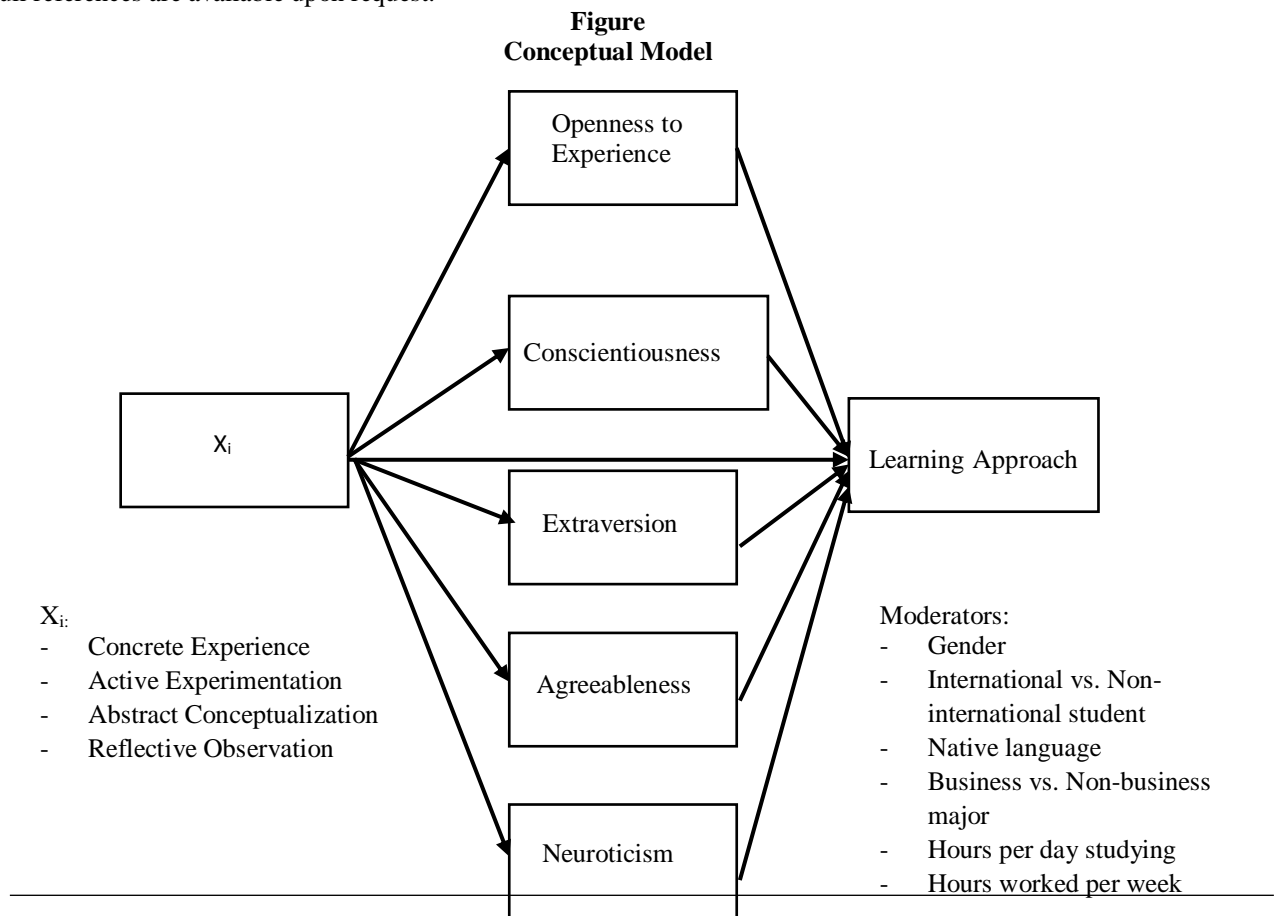 references are available upon request.
Figure
Conceptual Model
Openness to
Experience
Conscientiousness
Xi
Learning Approach
Extraversion
Xi:
- Concrete Experience
- Active Experimentation
- Abstract Conceptualization
- Reflective Observation
Agreeableness
Neuroticism
Moderators:
- Gender
- International vs. Non-
international student
- Native language
- Business vs. Non-business
major
- Hours per day studying
- Hours worked per week